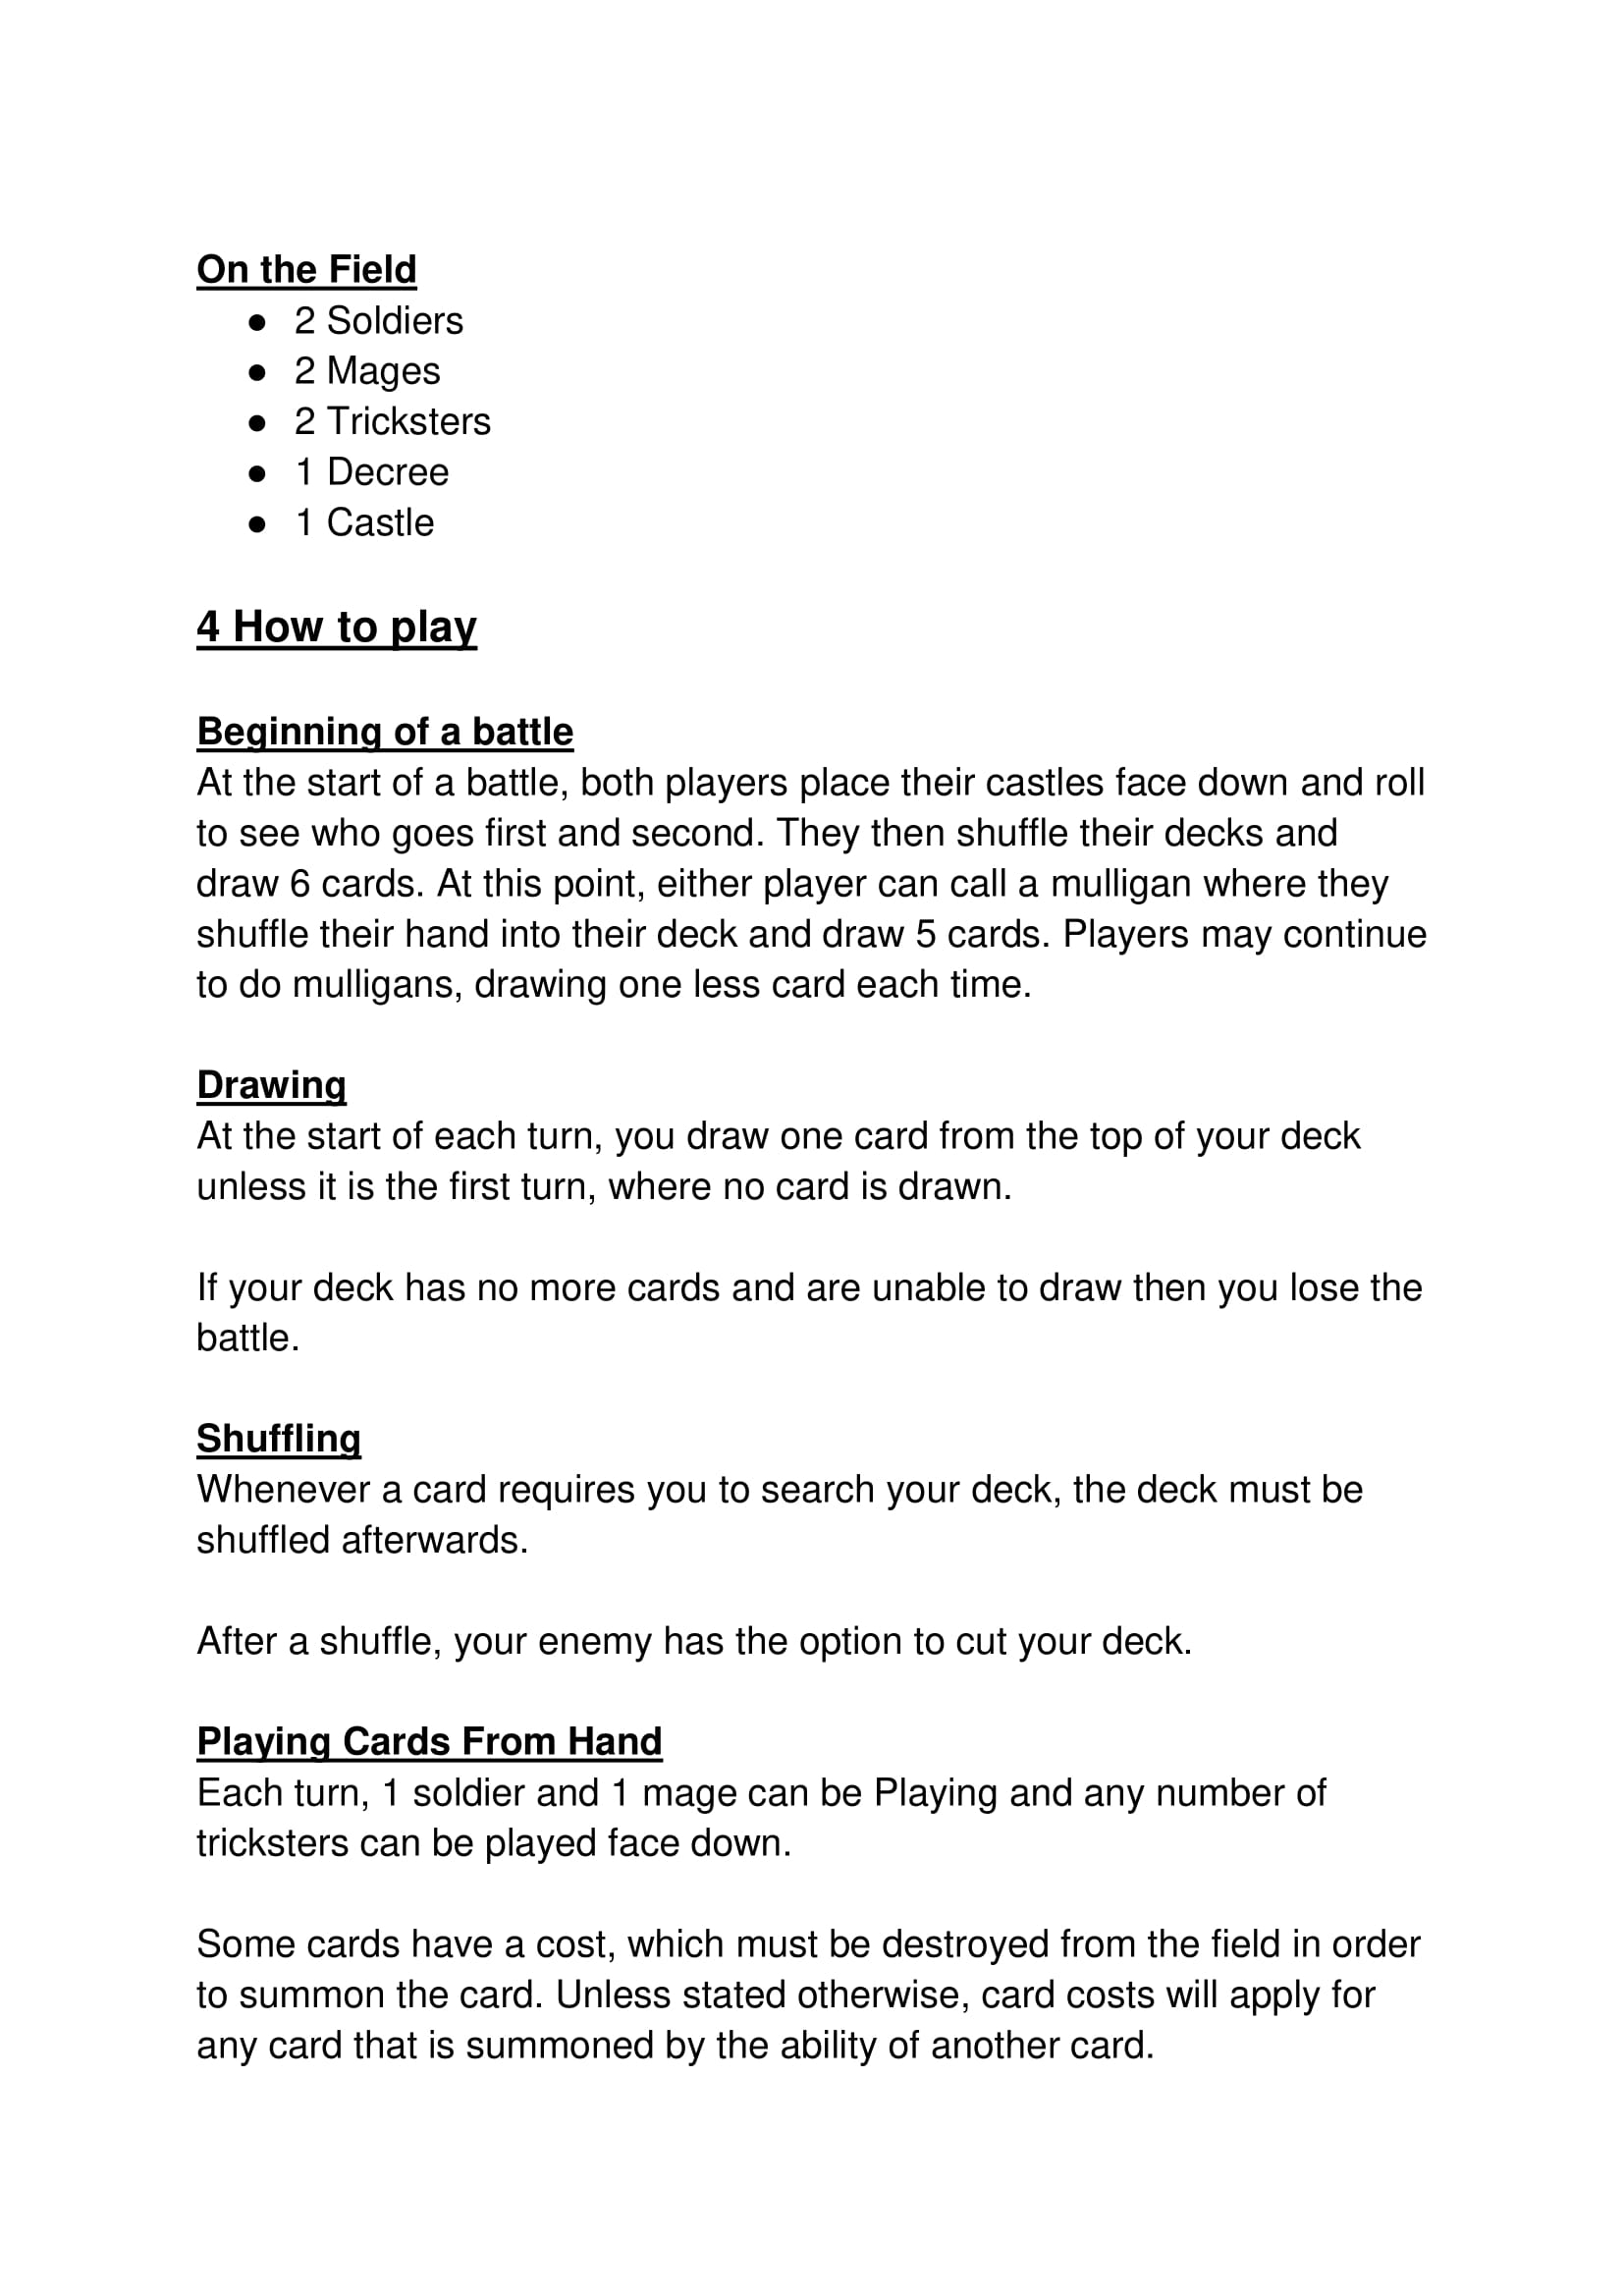 On the Field
● 2 Soldiers
● 2 Mages
● 2 Tricksters
● 1 Decree
● 1 Castle
4 How to play
Beginning of a battle
At the start of a battle, both players place their castles face down and roll
to see who goes first and second. They then shuffle their decks and
draw 6 cards. At this point, either player can call a mulligan where they
shuffle their hand into their deck and draw 5 cards. Players may continue
to do mulligans, drawing one less card each time.
Drawing
At the start of each turn, you draw one card from the top of your deck
unless it is the first turn, where no card is drawn.
If your deck has no more cards and are unable to draw then you lose the
battle.
Shuffling
Whenever a card requires you to search your deck, the deck must be
shuffled afterwards.
After a shuffle, your enemy has the option to cut your deck.
Playing Cards From Hand
Each turn, 1 soldier and 1 mage can be Playing and any number of
tricksters can be played face down.
Some cards have a cost, which must be destroyed from the field in order
to summon the card. Unless stated otherwise, card costs will apply for
any card that is summoned by the ability of another card.